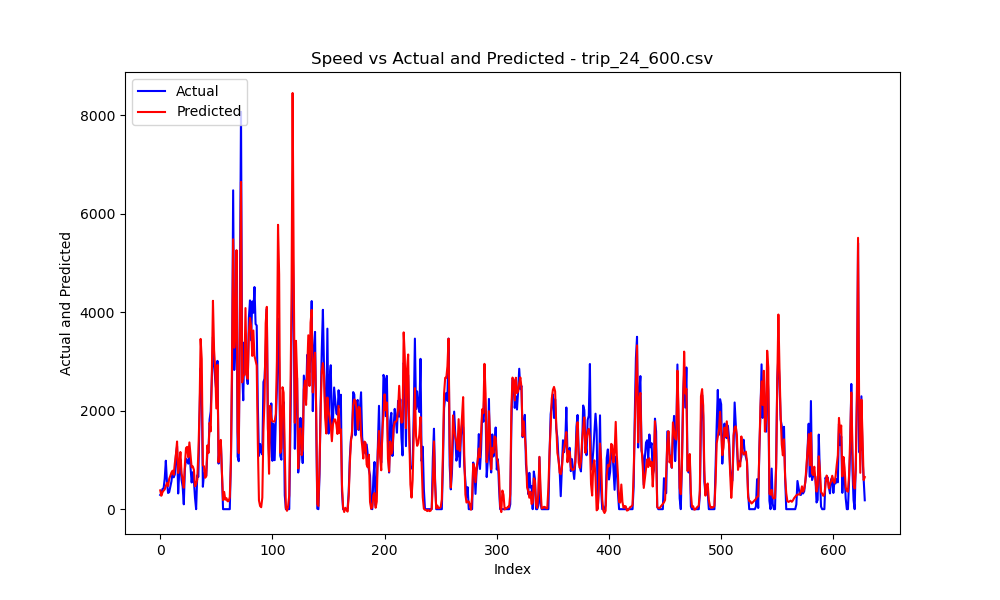 Speed vs Actual and Predicted - trip_24_600.csv
Actual
Predicted
8000
6000
4000
2000
0
Actual and Predicted
0 100 200 300 400 500 600
Index